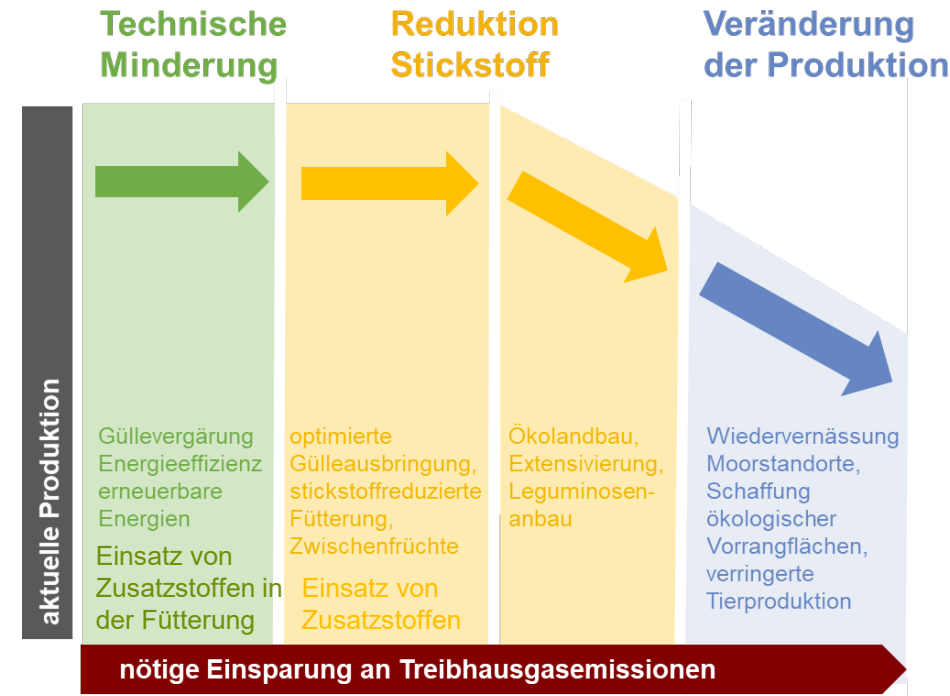 Technische
Minderung
Reduktion
Stickstoff
Veränderung
der Produktion
aktuelle Produktion
Güllevergärung
Energieeffizienz
erneuerbare
Energien
Einsatz von
Zusatzstoffen in
der Fütterung
optimierte
Gülleausbringung,
stickstoffreduzierte
Fütterung,
Zwischenfrüchte
Einsatz von
Zusatzstoffen
Ökolandbau,
Extensivierung,
Leguminosen-
anbau
Wiedervernässung
Moorstandorte,
Schaffung
ökologischer
Vorrangflächen,
verringerte
Tierproduktion
nötige Einsparung an Treibhausgasemissionen